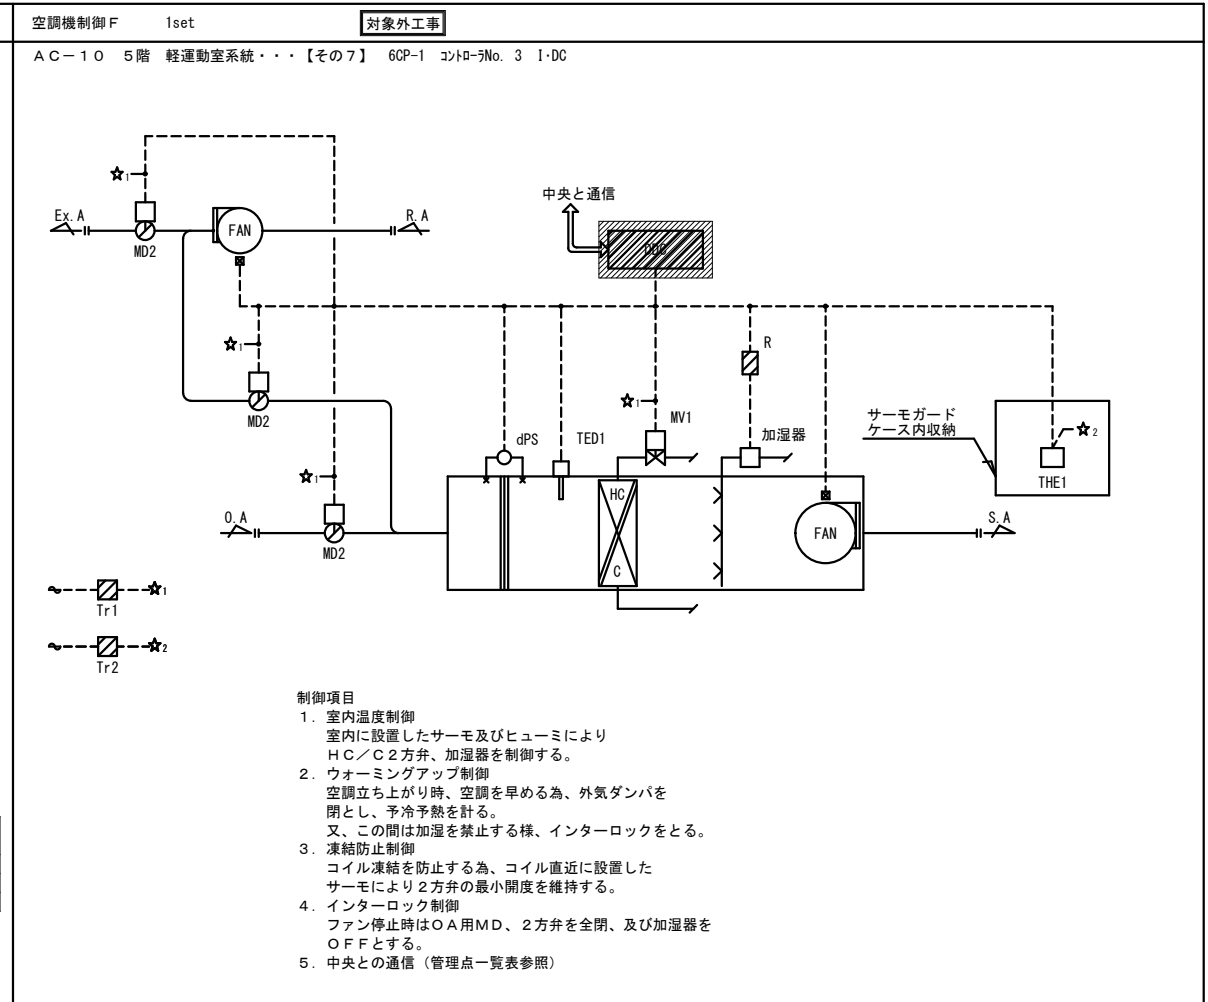 空調機制御F 1set 対象外工事
AC-10 5階 軽運動室系統・・・【その7】 6CP-1 コントローラNo. 3 I・DC
☆1
中央と通信
Ex.A
FAN
R.A
MD2
DDC
☆1
R
MD2
☆1
MV1
dPS
TED1
加湿器
サーモガード
ケース内収納
☆2
THE1
☆1
HC
O.A
FAN
S.A
MD2
C
☆1
Tr1
☆2
Tr2
制御項目
1. 室内温度制御
室内に設置したサーモ及びヒューミにより
HC/C2方弁、加湿器を制御する。
2. ウォーミングアップ制御
空調立ち上がり時、空調を早める為、外気ダンパを
閉とし、予冷予熱を計る。
又、この間は加湿を禁止する様、インターロックをとる。
3. 凍結防止制御
コイル凍結を防止する為、コイル直近に設置した
サーモにより2方弁の最小開度を維持する。
4. インターロック制御
ファン停止時はOA用MD、2方弁を全閉、及び加湿器を
OFFとする。
5. 中央との通信(管理点一覧表参照)